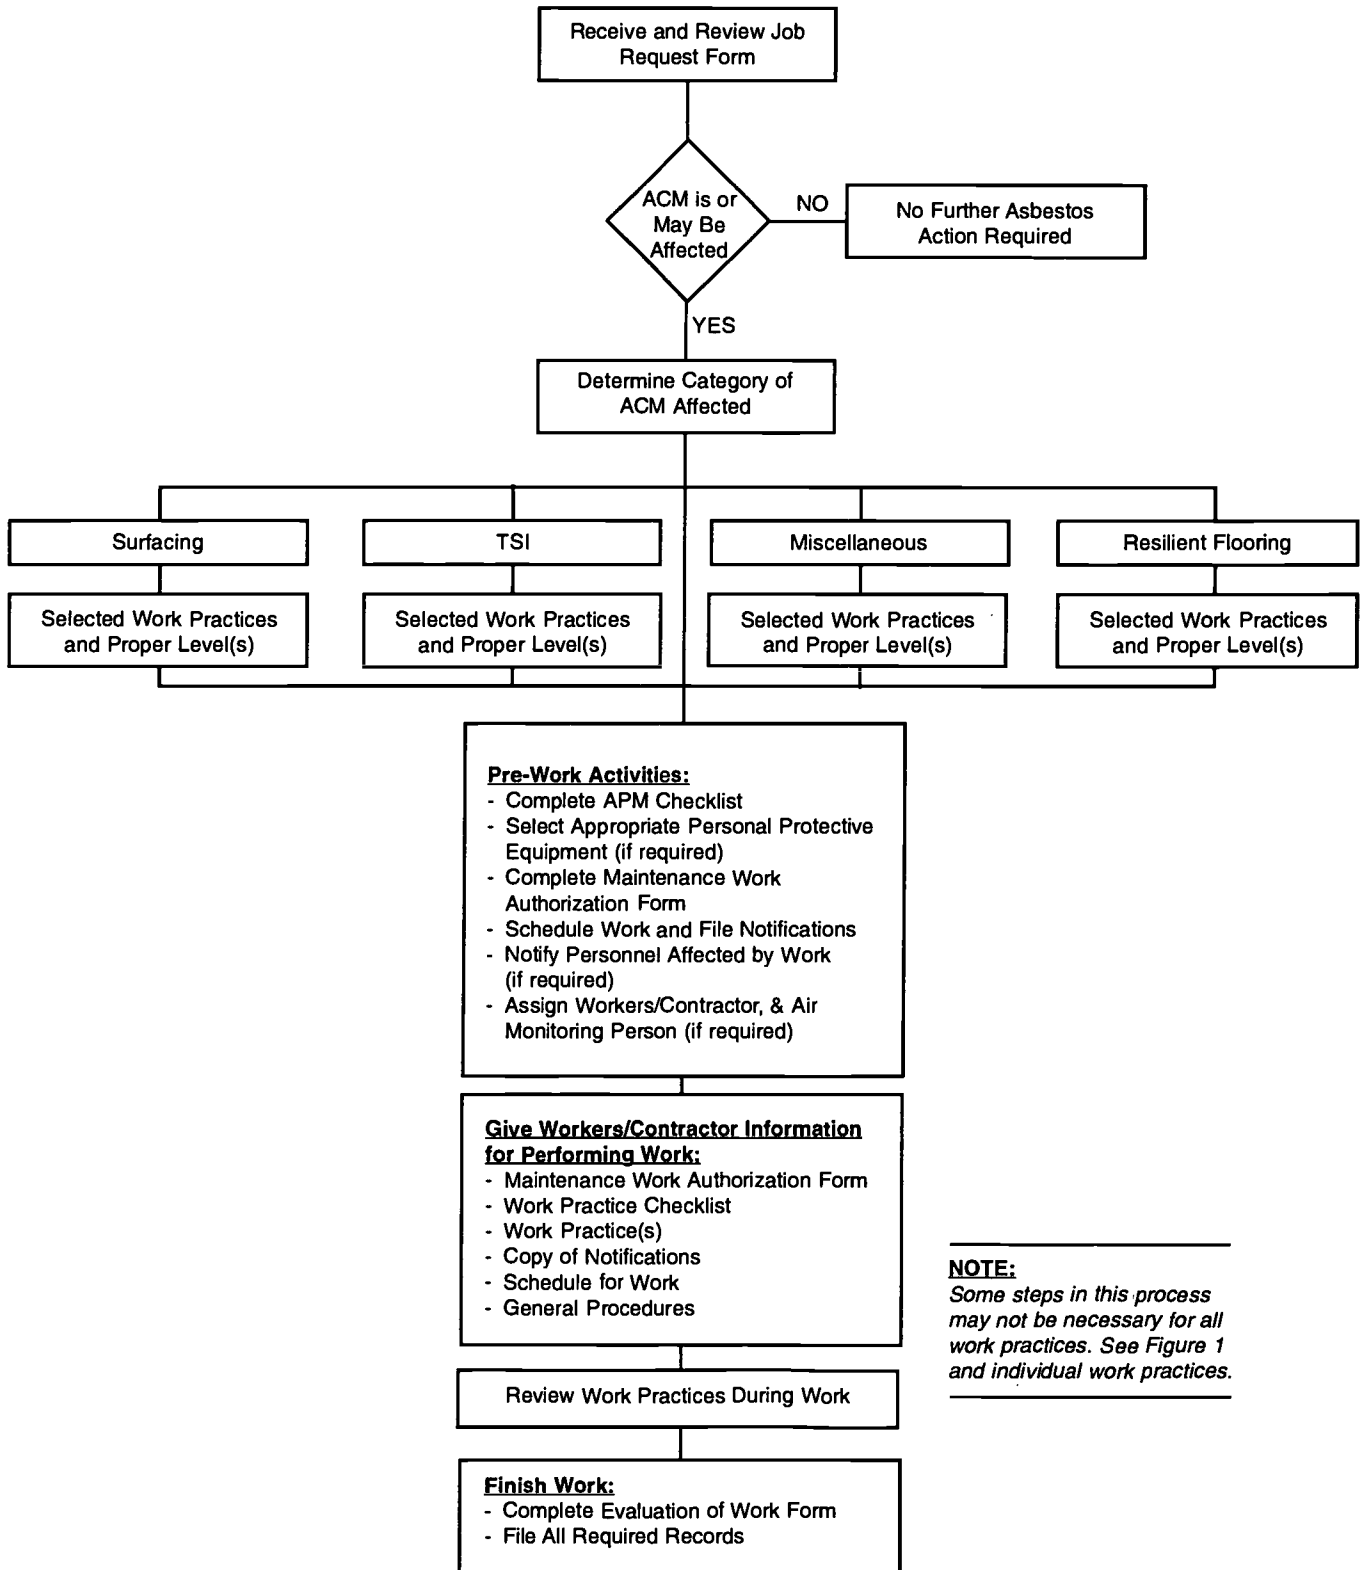 Receive and Review Job
Request Form
ACM is or
May Be
Affected
NO
No Further Asbestos
Action Required
YES
Determine Category of
ACM Affected
Surfacing
TSI
Miscellaneous
Resilient Flooring
Selected Work Practices
and Proper Level(s)
Selected Work Practices
and Proper Level(s)
Selected Work Practices
and Proper Level(s)
Selected Work Practices
and Proper Level(s)
Pre-Work Activities:
- Complete APM Checklist
- Select Appropriate Personal Protective
Equipment (if required)
- Complete Maintenance Work
Authorization Form
- Schedule Work and File Notifications
- Notify Personnel Affected by Work
(if required)
- Assign Workers/Contractor, & Air
Monitoring Person (if required)
Give Workers/Contractor Information
for Performing Work:
- Maintenance Work Authorization Form
- Work Practice Checklist
- Work Practice(s)
- Copy of Notifications
- Schedule for Work
- General Procedures
NOTE:
Some steps in this process
may not be necessary for all
work practices. See Figure 1
and individual work practices.
Review Work Practices During Work
Finish Work:
- Complete Evaluation of Work Form
- File All Required Records